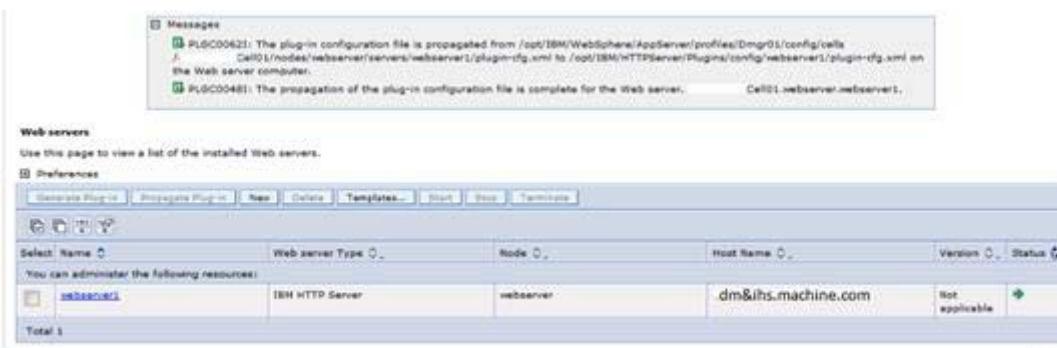 Messages
PLGC0062I: The plug-in configuration file is propagated from /opt/IBM/WebSphere/AppServer/profiles/Dmgr01/config/cells
/ Cell01/nodes/webserver/servers/webserver1/plugin-cfg.xml to /opt/IBM/HTTPServer/Plugins/config/webserver1/plugin-cfg.xml on
the Web server computer.
PLGC0048I: The propagation of the plug-in configuration file is complete for the Web server. Cell01.webserver.webserver1.
Web servers
Use this page to view a list of the installed Web servers.
Preferences
Generate Plug-in Propagate Plug-in New Delete Templates... Start Stop Terminate
Select Name Web server Type Node Host Name Version Status
You can administer the following resources:
webserver1 IBM HTTP Server webserver dm&ihs.machine.com Not
applicable
Total 1